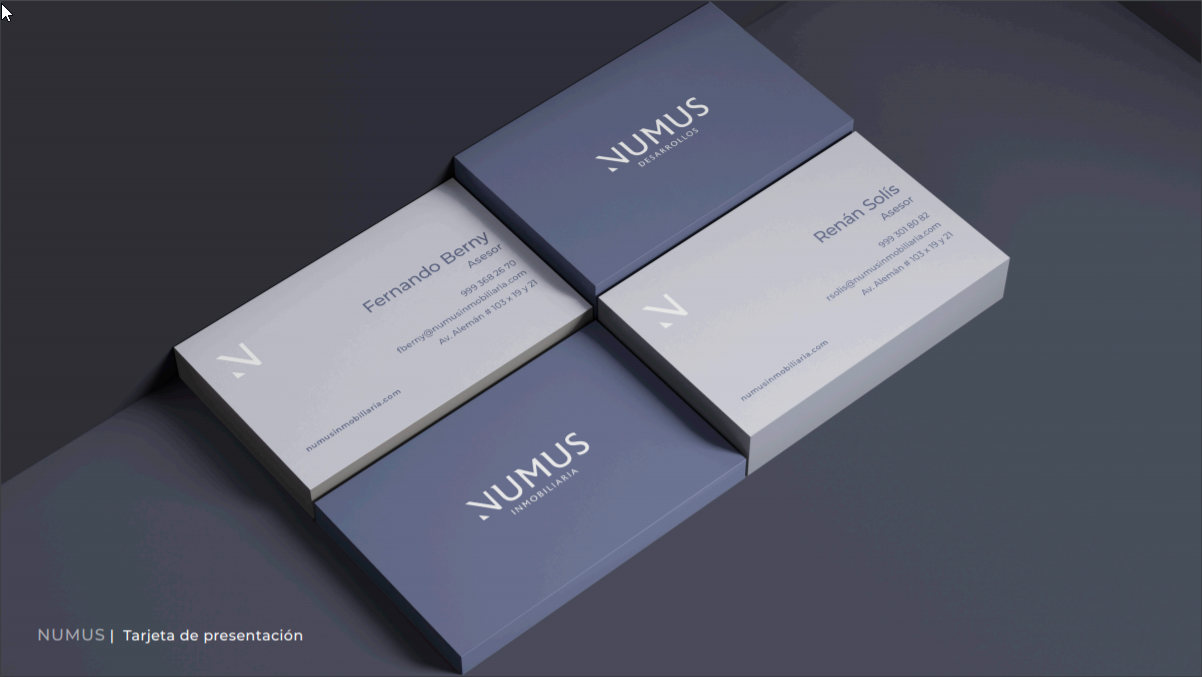 NUMUS
DESARROLLOS
Fernando Berny
Asesor
999 368 26 70
fberny@numusinmobiliaria.com
Av. Alemán # 103 x 19 y 21
numusinmobiliaria.com
Renán Solís
Asesor
999 301 80 82
rsolis@numusinmobiliaria.com
Av. Alemán # 103 x 19 y 21
numusinmobiliaria.com
NUMUS
INMOBILIARIA
NUMUS | Tarjeta de presentación